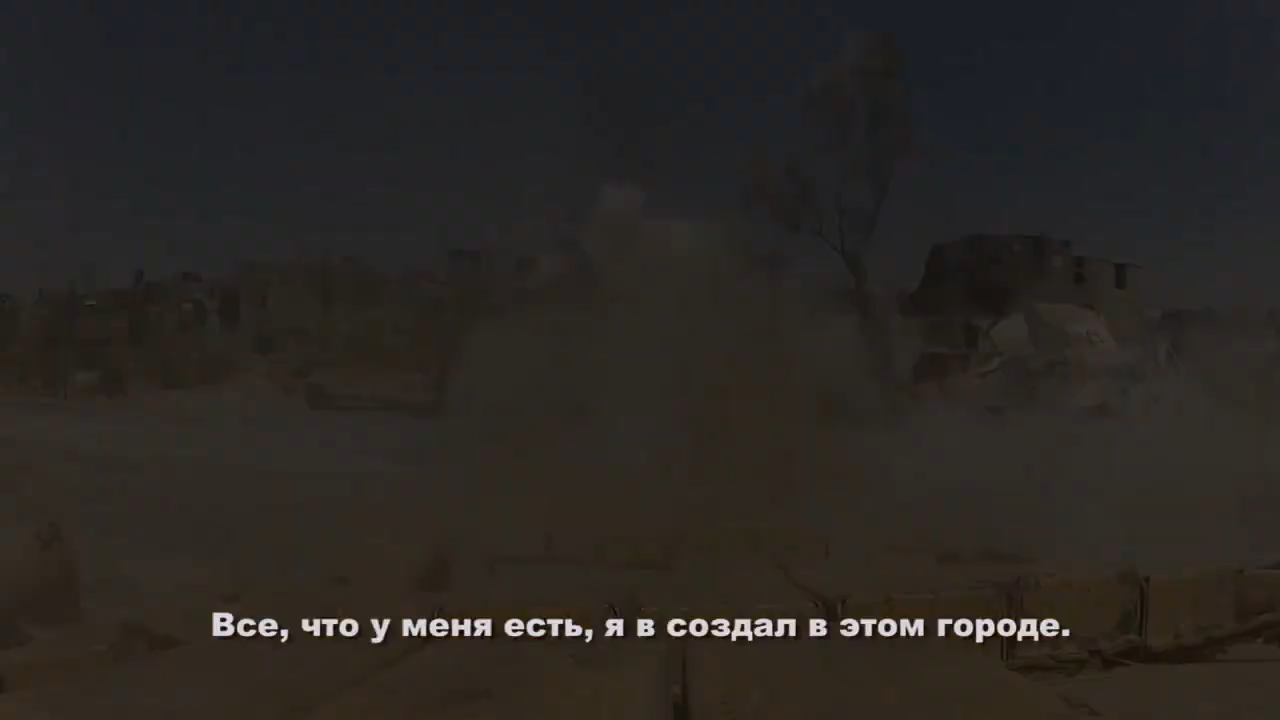 Все, что у меня есть, я в создал в этом городе.